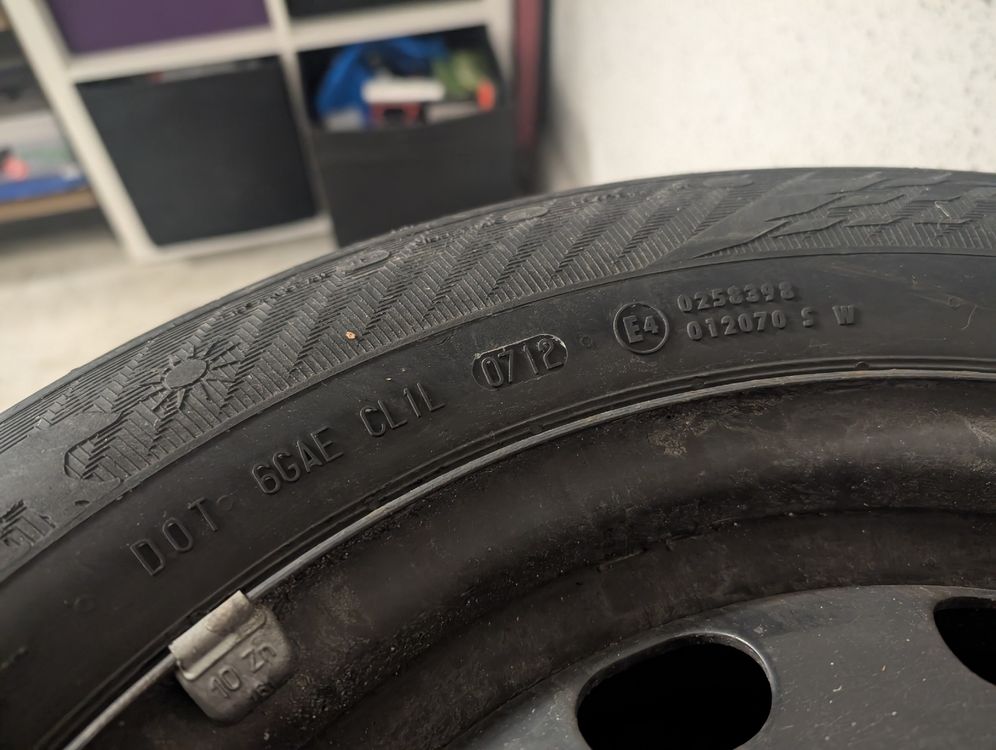 DOT 6GAE CL1L 0712
E4 0258398
012070 S W
10 Zn